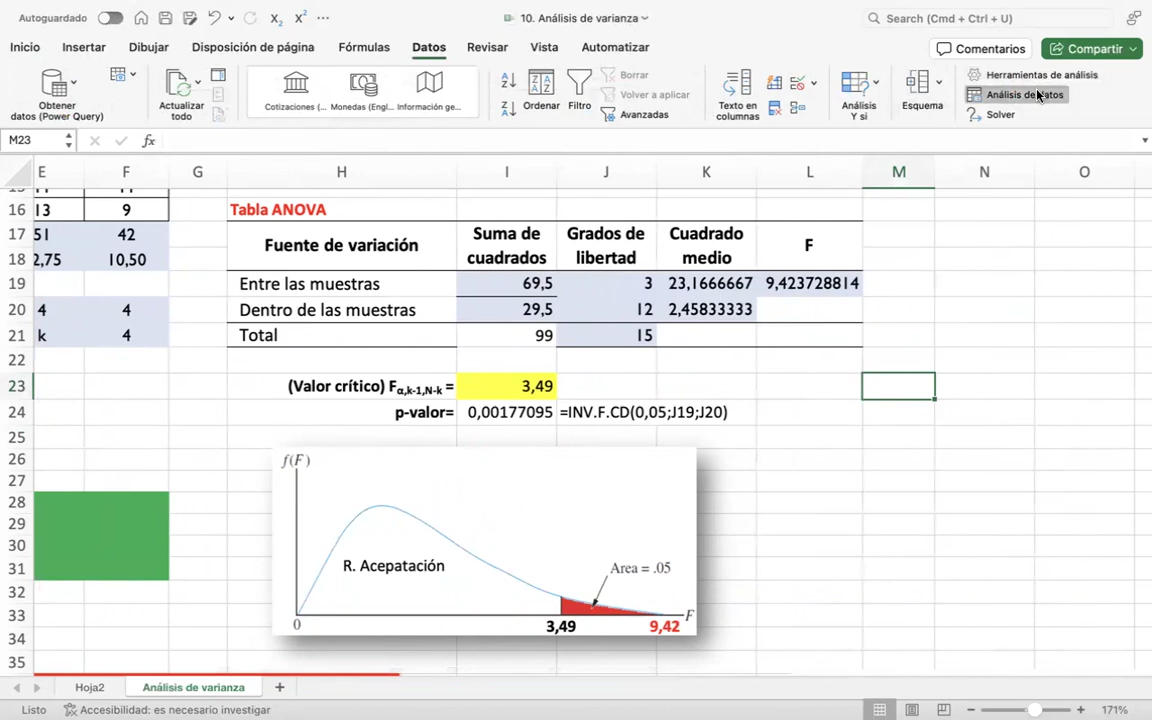 Autoguardado
X₂ X² ···
10. Análisis de varianza
Search (Cmd + Ctrl + U)
Inicio Insertar Dibujar Disposición de página Fórmulas Datos Revisar Vista Automatizar
Comentarios Compartir
Obtener datos (Power Query)
Actualizar todo
Cotizaciones (... Monedas (Engl... Información ge...
Ordenar Filtro
Borrar
Volver a aplicar
Avanzadas
Texto en columnas
Análisis Y si
Esquema
Herramientas de análisis
Análisis de datos
Solver
M23 fx
E F G H I J K L M N O
16 13 9 Tabla ANOVA
17 51 42 Fuente de variación Suma de cuadrados Grados de libertad Cuadrado medio F
18 2,75 10,50
19 Entre las muestras 69,5 3 23,1666667 9,423728814
20 4 4 Dentro de las muestras 29,5 12 2,45833333
21 k 4 Total 99 15
22
23 (Valor crítico) Fα,k-1,N-k = 3,49
24 p-valor= 0,00177095 =INV.F.CD(0,05;J19;J20)
25
26 f(F)
27
28
29
30 R. Acepatación Area = .05
31
32
33 0 3,49 9,42 F
34
35
Hoja2 Análisis de varianza +
Listo Accesibilidad: es necesario investigar 171%